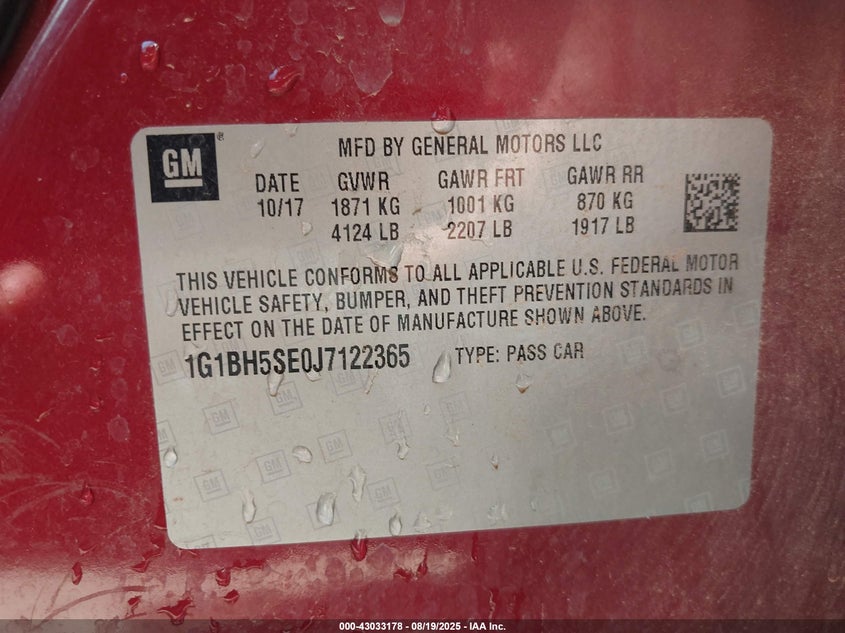 GM ®
MFD BY GENERAL MOTORS LLC
DATE GVWR GAWR FRT GAWR RR
10/17 1871 KG 1001 KG 870 KG
4124 LB 2207 LB 1917 LB
THIS VEHICLE CONFORMS TO ALL APPLICABLE U.S. FEDERAL MOTOR
VEHICLE SAFETY, BUMPER, AND THEFT PREVENTION STANDARDS IN
EFFECT ON THE DATE OF MANUFACTURE SHOWN ABOVE.
1G1BH5SE0J7122365 TYPE: PASS CAR
000-43033178 - 08/19/2025 - IAA Inc.